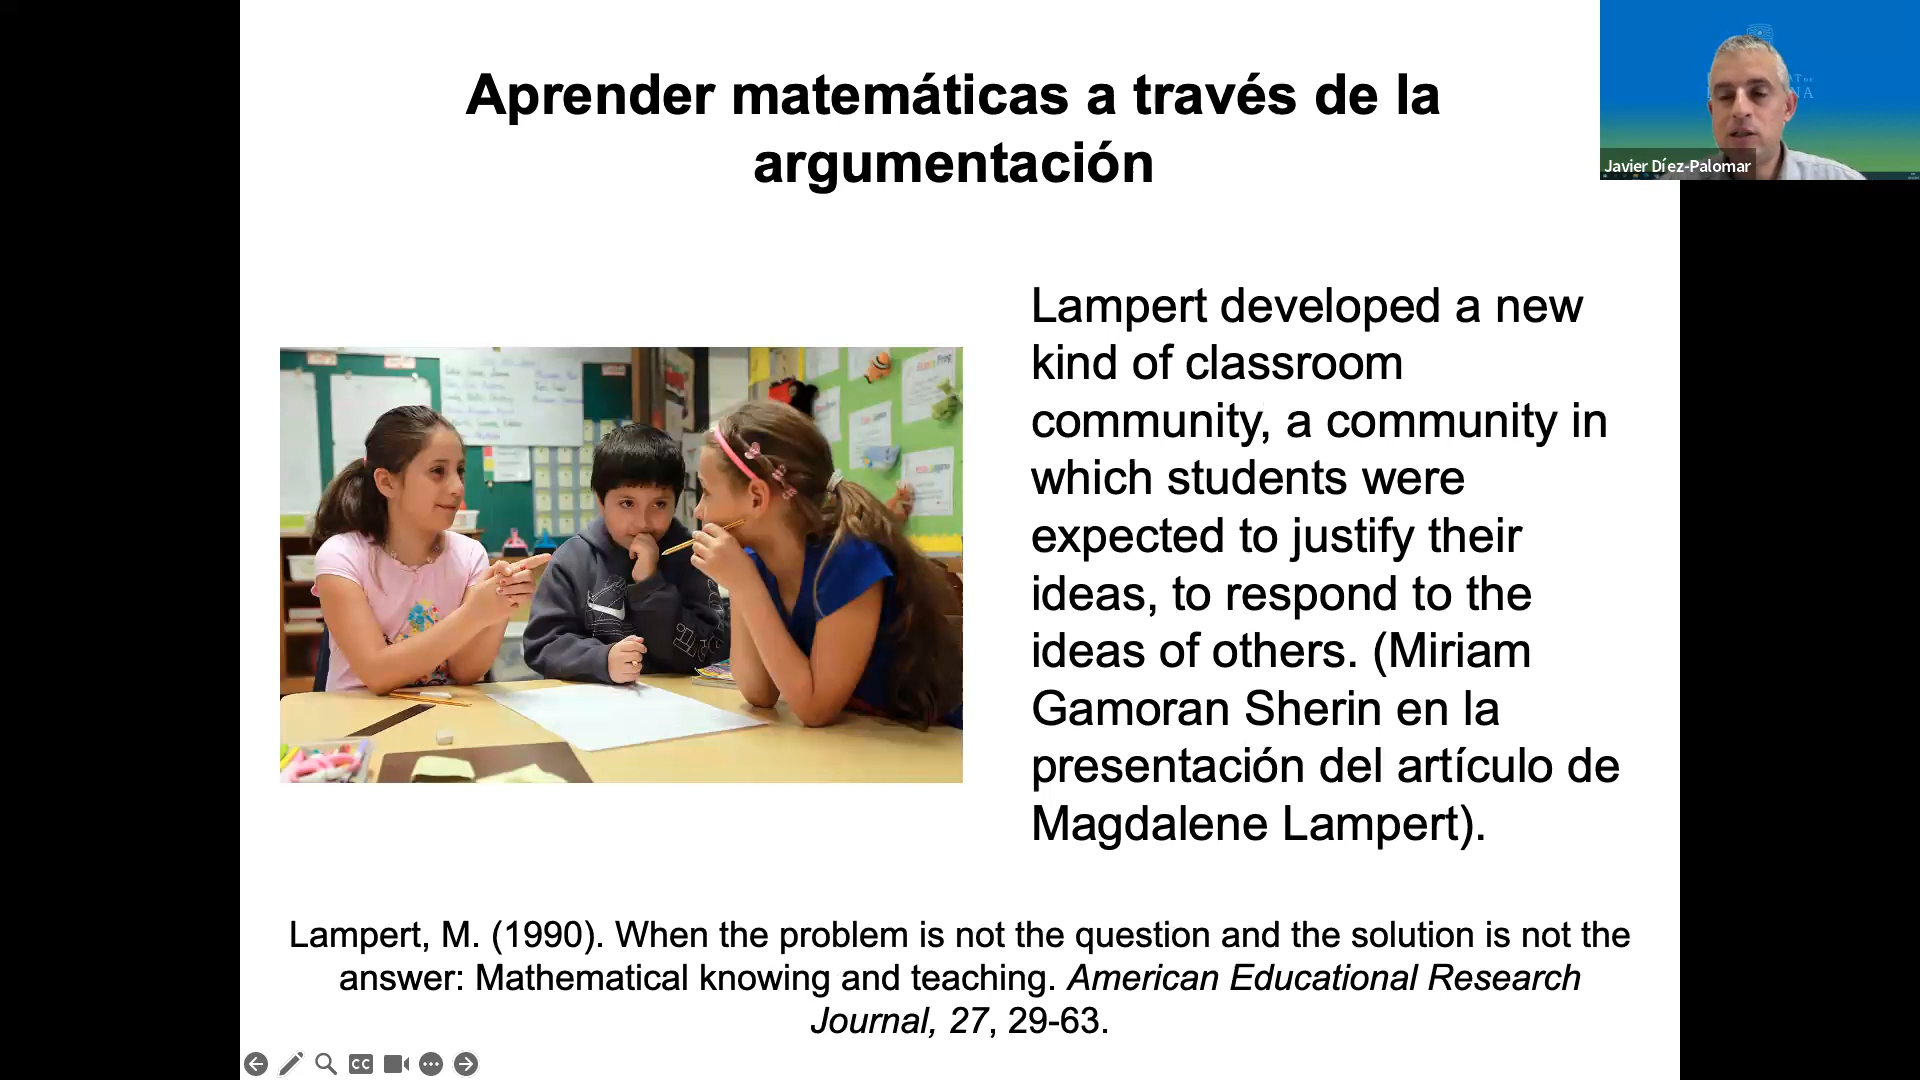 Aprender matemáticas a través de la
argumentación
Javier Díez-Palomar
Lampert developed a new
kind of classroom
community, a community in
which students were
expected to justify their
ideas, to respond to the
ideas of others. (Miriam
Gamoran Sherin en la
presentación del artículo de
Magdalene Lampert).
Lampert, M. (1990). When the problem is not the question and the solution is not the
answer: Mathematical knowing and teaching. American Educational Research
Journal, 27, 29-63.
CC